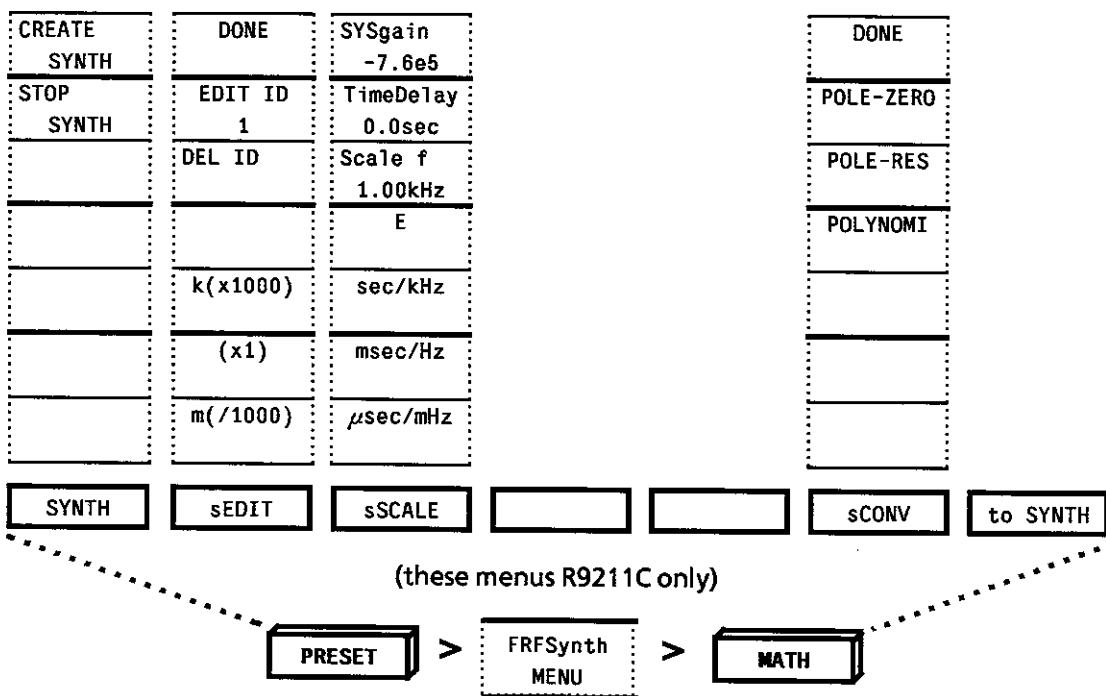 CREATE
SYNTH
STOP
SYNTH
DONE
EDIT ID
1
DEL ID
k(x1000)
(x1)
m(/1000)
SYSgain
-7.6e5
TimeDelay
0.0sec
Scale f
1.00kHz
E
sec/kHz
msec/Hz
μsec/mHz
DONE
POLE-ZERO
POLE-RES
POLYNOMI
SYNTH
sEDIT
sSCALE
sCONV
to SYNTH
(these menus R9211C only)
PRESET > FRFSynth > MATH
MENU